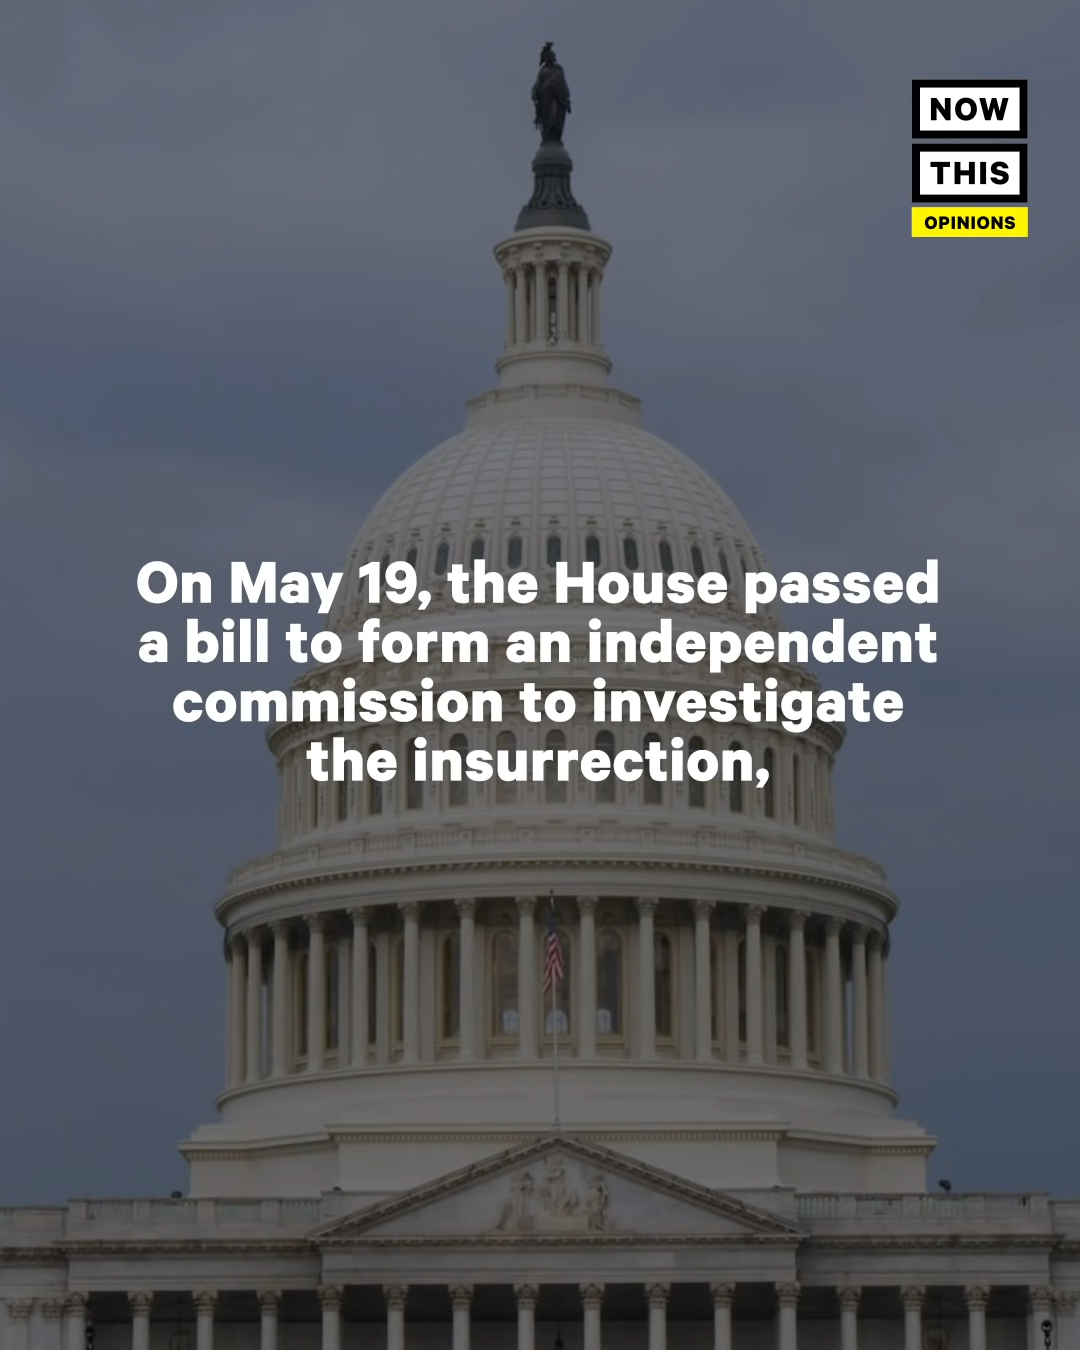 NOW
THIS
OPINIONS
On May 19, the House passed
a bill to form an independent
commission to investigate
the insurrection,